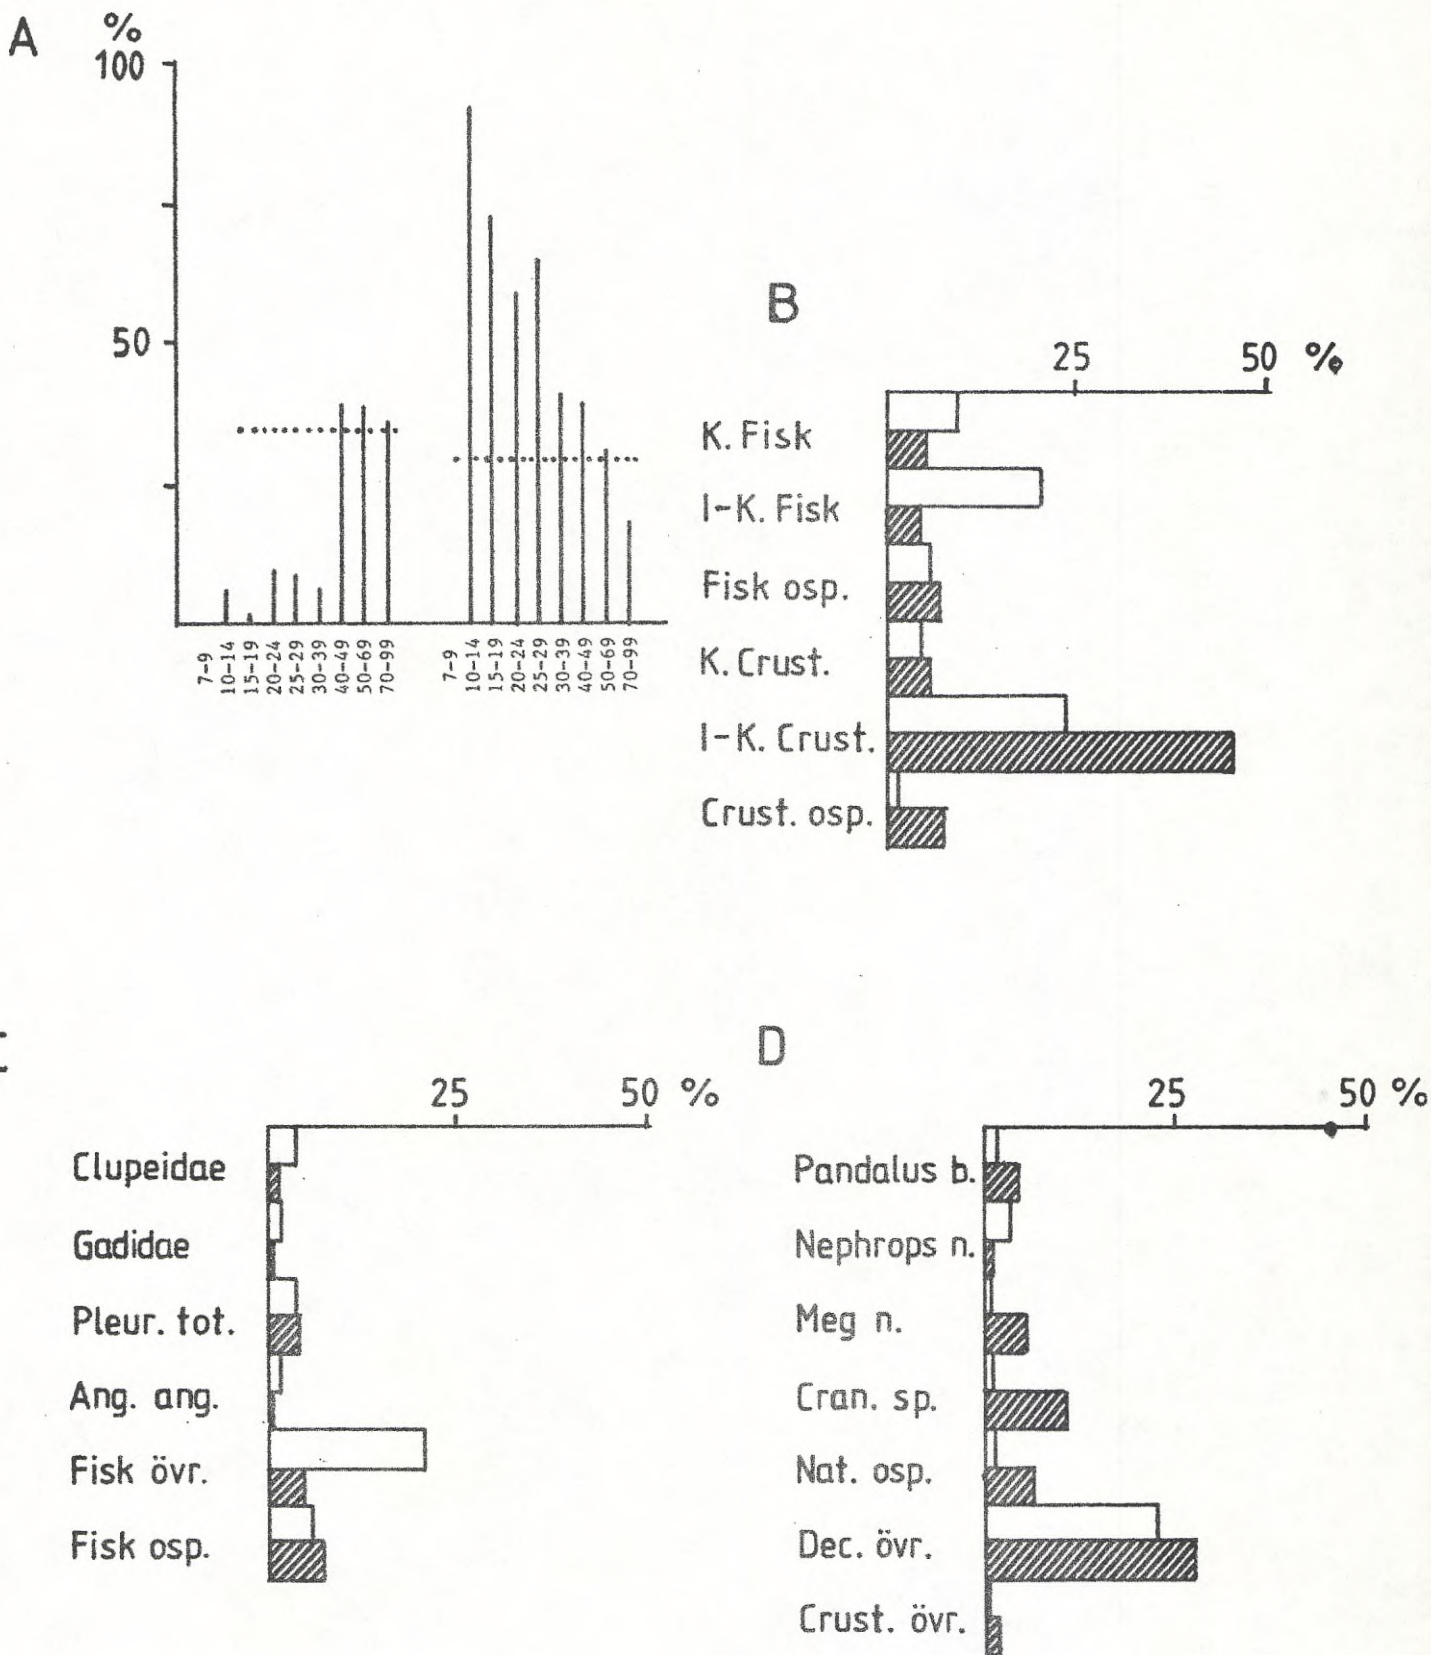 A
%
100
50
7-9
10-14
15-19
20-24
25-29
30-39
40-49
50-69
70-99
7-9
10-14
15-19
20-24
25-29
30-39
40-49
50-69
70-99
B
25 50 %
K. Fisk
I-K. Fisk
Fisk osp.
K. Crust.
I-K. Crust.
Crust. osp.
25 50 %
Clupeidae
Gadidae
Pleur. tot.
Ang. ang.
Fisk övr.
Fisk osp.
D
25 50 %
Pandalus b.
Nephrops n.
Meg n.
Cran. sp.
Nat. osp.
Dec. övr.
Crust. övr.